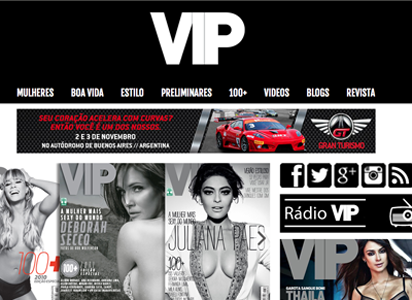 VIP
MULHERES BOA VIDA ESTILO PRELIMINARES 100+ VIDEOS BLOGS REVISTA
SEU CORAÇÃO ACELERA COM CURVAS?
ENTÃO VOCÊ É UM DOS NOSSOS.
2 E 3 DE NOVEMBRO
NO AUTÓDROMO DE BUENOS AIRES // ARGENTINA
GT
GRAN TURISMO
100+
2010
VIP
A MULHER MAIS
SEXY DO MUNDO
DEBORAH
SECCO
100+
VIP
A MULHER MAIS
SEXY DO MUNDO
JULIANA PAES
100+
g+
Rádio VIP
VIP
THAILA